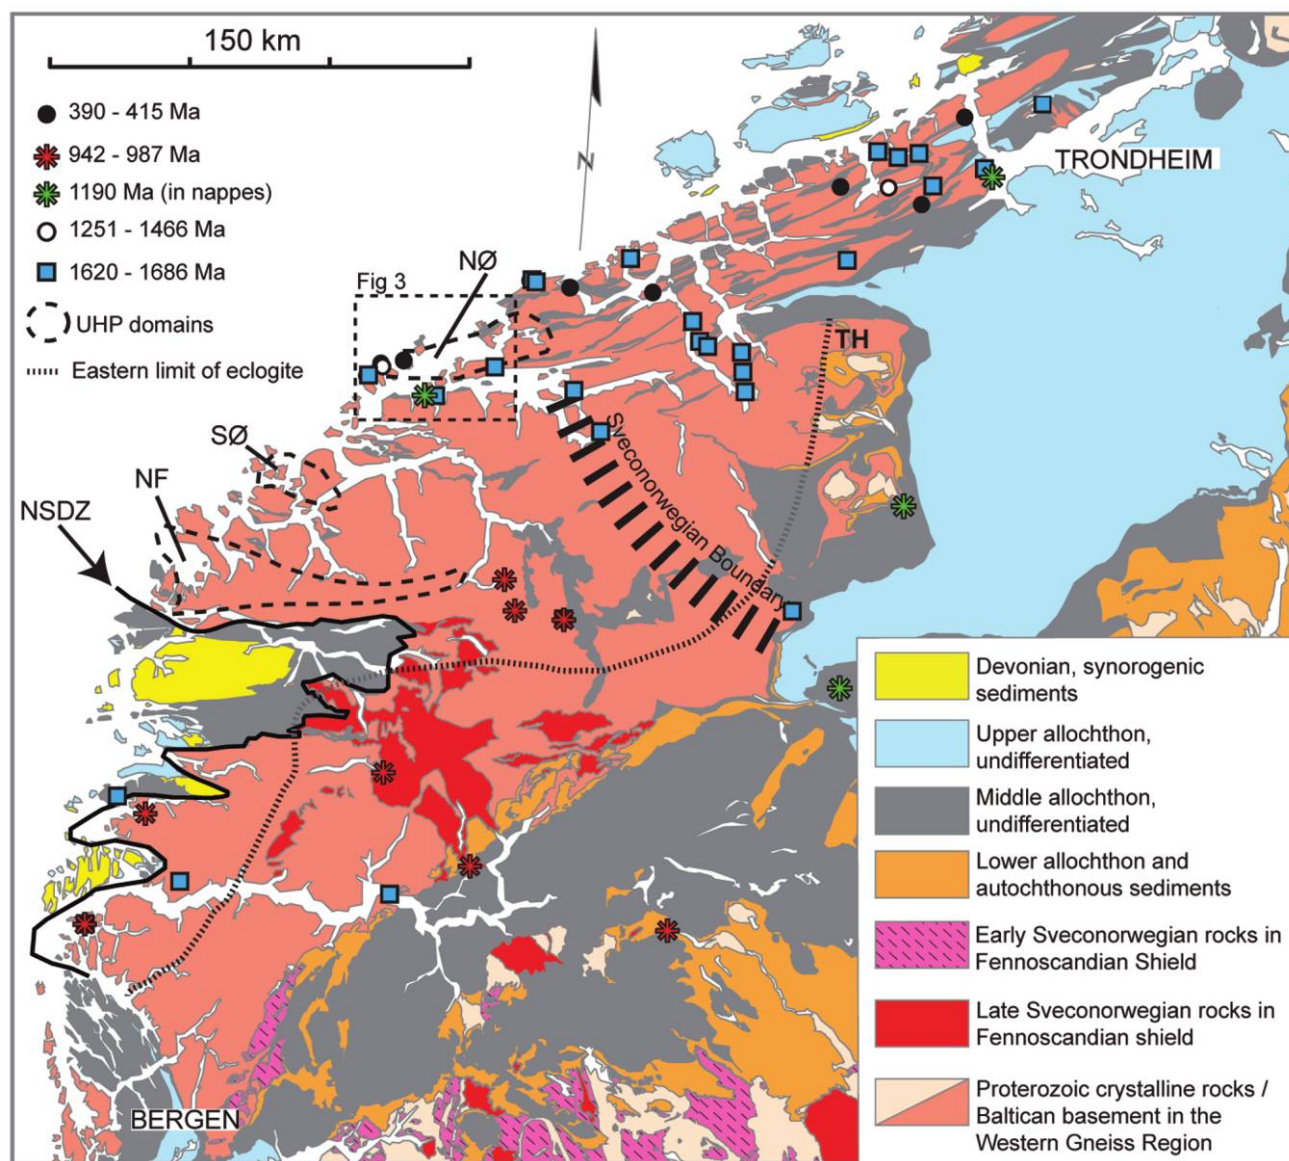 150 km
390 - 415 Ma
942 - 987 Ma
1190 Ma (in nappes)
1251 - 1466 Ma
1620 - 1686 Ma
UHP domains
Eastern limit of eclogite
N
TRONDHEIM
NØ
Fig 3
TH
SØ
NF
NSDZ
Sveconorwegian Boundary
BERGEN
Devonian, synorogenic
sediments
Upper allochthon,
undifferentiated
Middle allochthon,
undifferentiated
Lower allochthon and
autochthonous sediments
Early Sveconorwegian rocks in
Fennoscandian Shield
Late Sveconorwegian rocks in
Fennoscandian shield
Proterozoic crystalline rocks /
Baltican basement in the
Western Gneiss Region